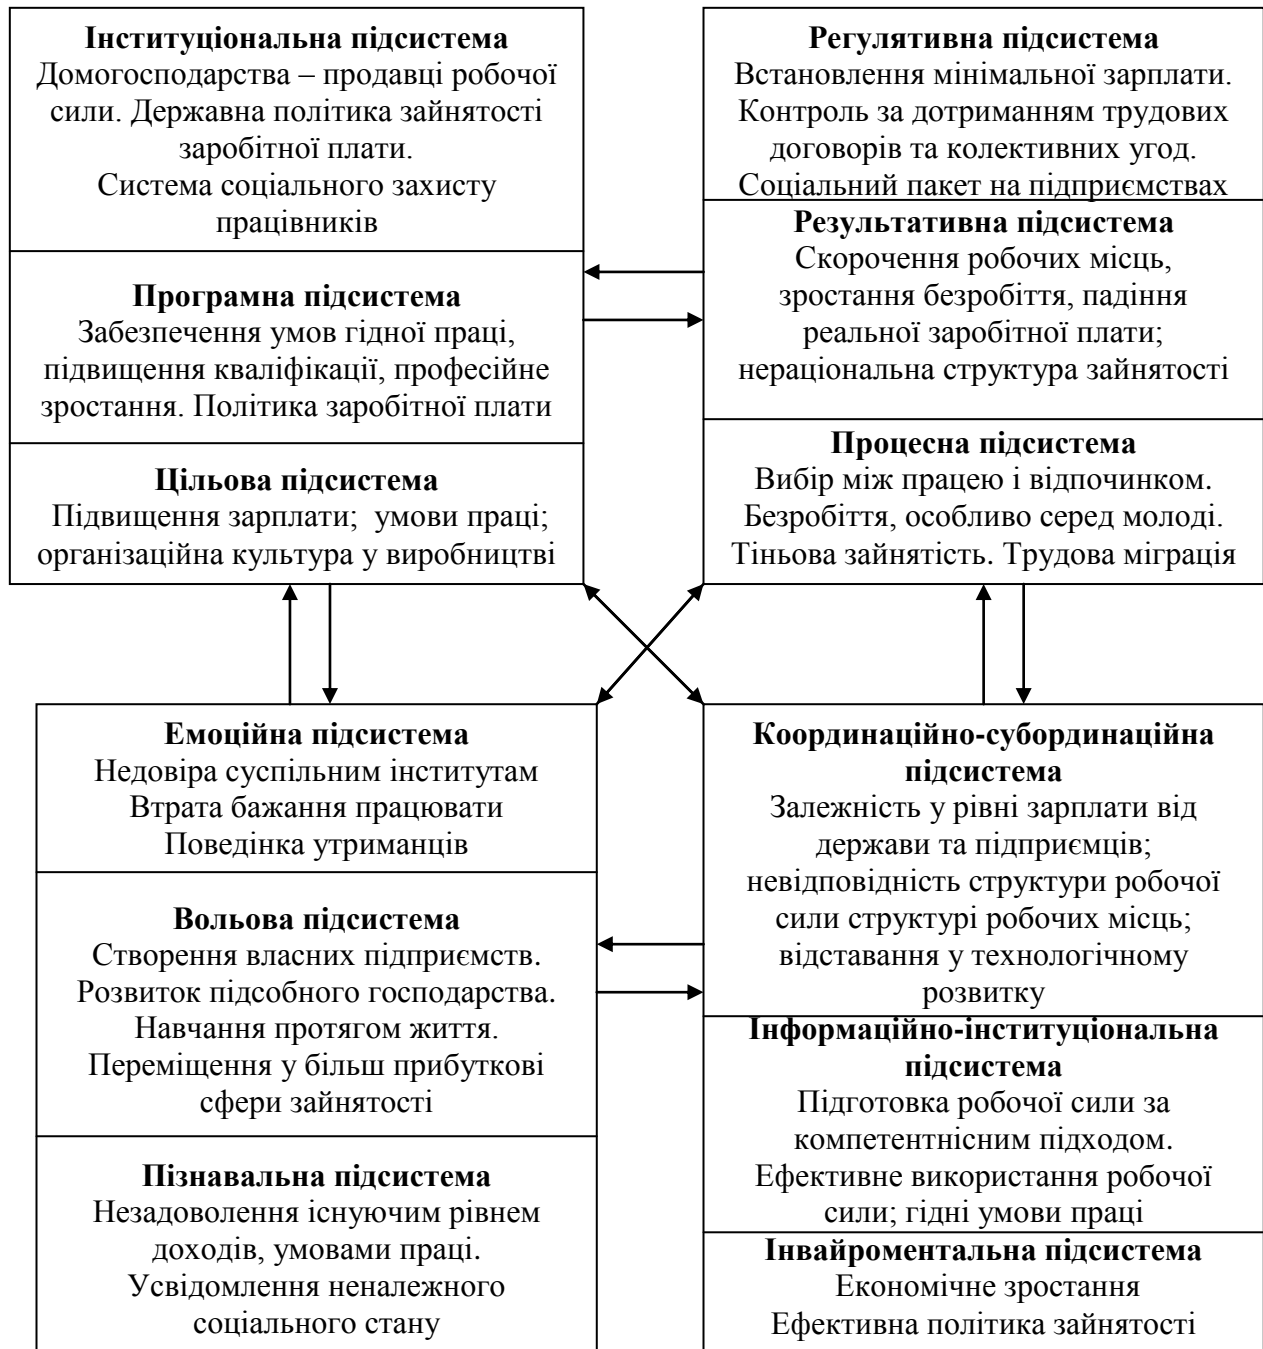 Інституціональна підсистема
Домогосподарства – продавці робочої
сили. Державна політика зайнятості
заробітної плати.
Система соціального захисту
працівників
Програмна підсистема
Забезпечення умов гідної праці,
підвищення кваліфікації, професійне
зростання. Політика заробітної плати
Цільова підсистема
Підвищення зарплати; умови праці;
організаційна культура у виробництві
Регулятивна підсистема
Встановлення мінімальної зарплати.
Контроль за дотриманням трудових
договорів та колективних угод.
Соціальний пакет на підприємствах
Результативна підсистема
Скорочення робочих місць,
зростання безробіття, падіння
реальної заробітної плати;
нераціональна структура зайнятості
Процесна підсистема
Вибір між працею і відпочинком.
Безробіття, особливо серед молоді.
Тіньова зайнятість. Трудова міграція
Емоційна підсистема
Недовіра суспільним інститутам
Втрата бажання працювати
Поведінка утриманців
Вольова підсистема
Створення власних підприємств.
Розвиток підсобного господарства.
Навчання протягом життя.
Переміщення у більш прибуткові
сфери зайнятості
Пізнавальна підсистема
Незадоволення існуючим рівнем
доходів, умовами праці.
Усвідомлення неналежного
соціального стану
Координаційно-субординаційна
підсистема
Залежність у рівні зарплати від
держави та підприємців;
невідповідність структури робочої
сили структурі робочих місць;
відставання у технологічному
розвитку
Інформаційно-інституціональна
підсистема
Підготовка робочої сили за
компетентнісним підходом.
Ефективне використання робочої
сили; гідні умови праці
Інвайроментальна підсистема
Економічне зростання
Ефективна політика зайнятості